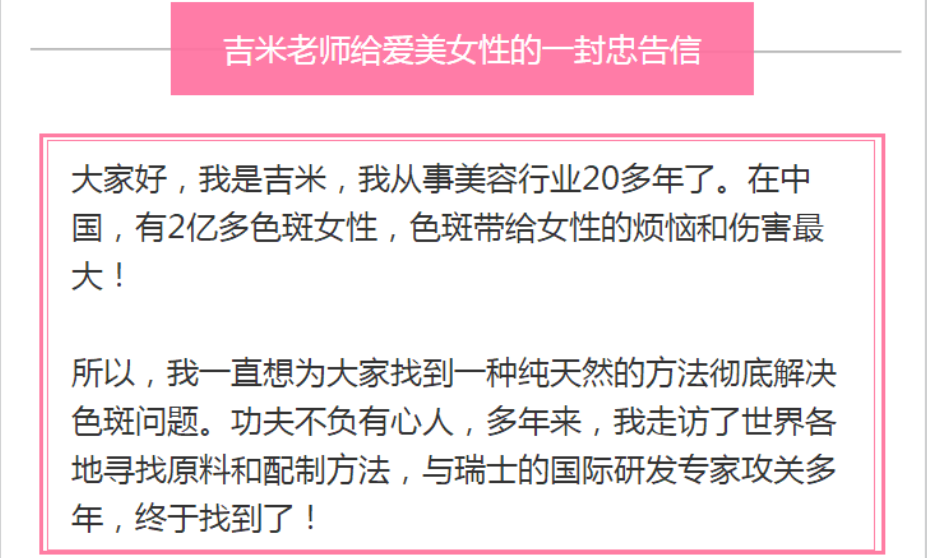 吉米老师给爱美女性的一封忠告信
大家好，我是吉米，我从事美容行业20多年了。在中
国，有2亿多色斑女性，色斑带给女性的烦恼和伤害最
大！
所以，我一直想为大家找到一种纯天然的方法彻底解决
色斑问题。功夫不负有心人，多年来，我走访了世界各
地寻找原料和配制方法，与瑞士的国际研发专家攻关多
年，终于找到了！